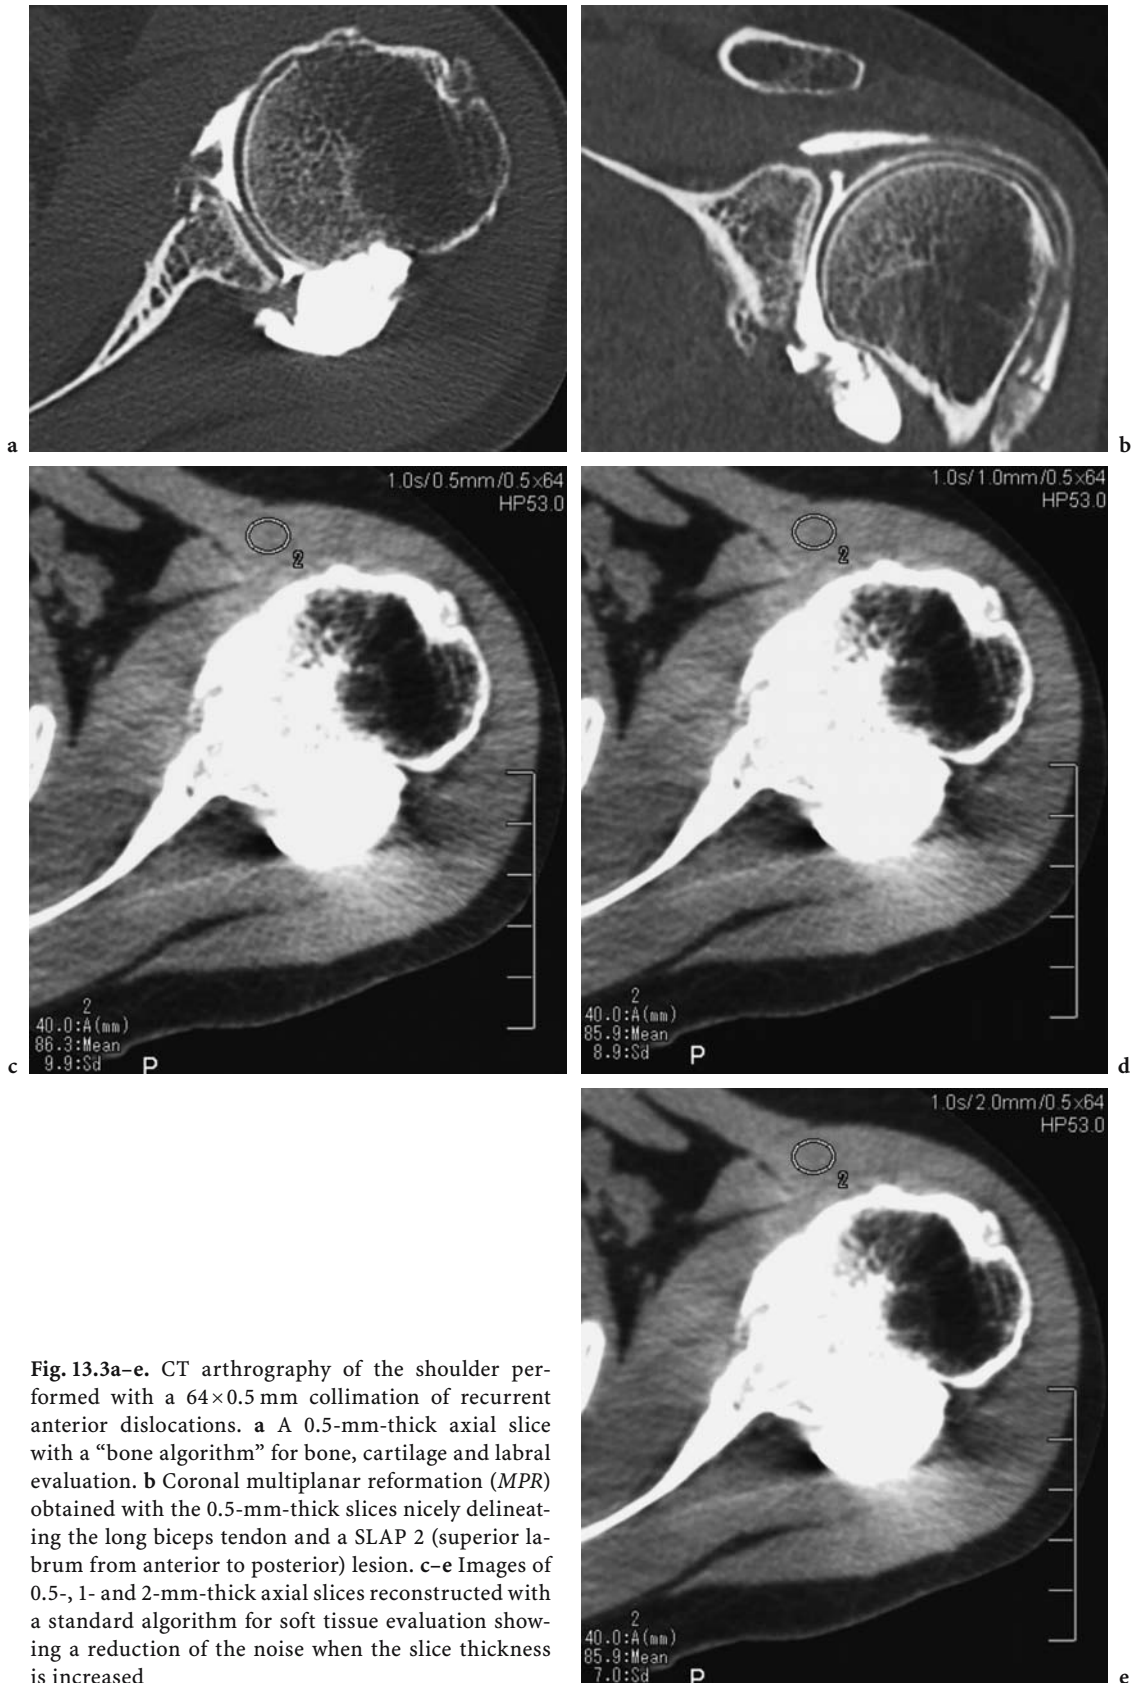 a
b
1.0s/0.5mm/0.5×64
HP53.0
2
2
40.0:A(mm)
86.3:Mean
9.9:Sd
P
c
1.0s/1.0mm/0.5×64
HP53.0
2
2
40.0:A(mm)
85.9:Mean
8.9:Sd
P
d
1.0s/2.0mm/0.5×64
HP53.0
2
2
40.0:A(mm)
85.9:Mean
7.0:Sd
P
e
Fig. 13.3a–e. CT arthrography of the shoulder per-
formed with a 64×0.5 mm collimation of recurrent
anterior dislocations. a A 0.5-mm-thick axial slice
with a “bone algorithm” for bone, cartilage and labral
evaluation. b Coronal multiplanar reformation (MPR)
obtained with the 0.5-mm-thick slices nicely delineat-
ing the long biceps tendon and a SLAP 2 (superior la-
brum from anterior to posterior) lesion. c–e Images of
0.5-, 1- and 2-mm-thick axial slices reconstructed with
a standard algorithm for soft tissue evaluation show-
ing a reduction of the noise when the slice thickness
is increased